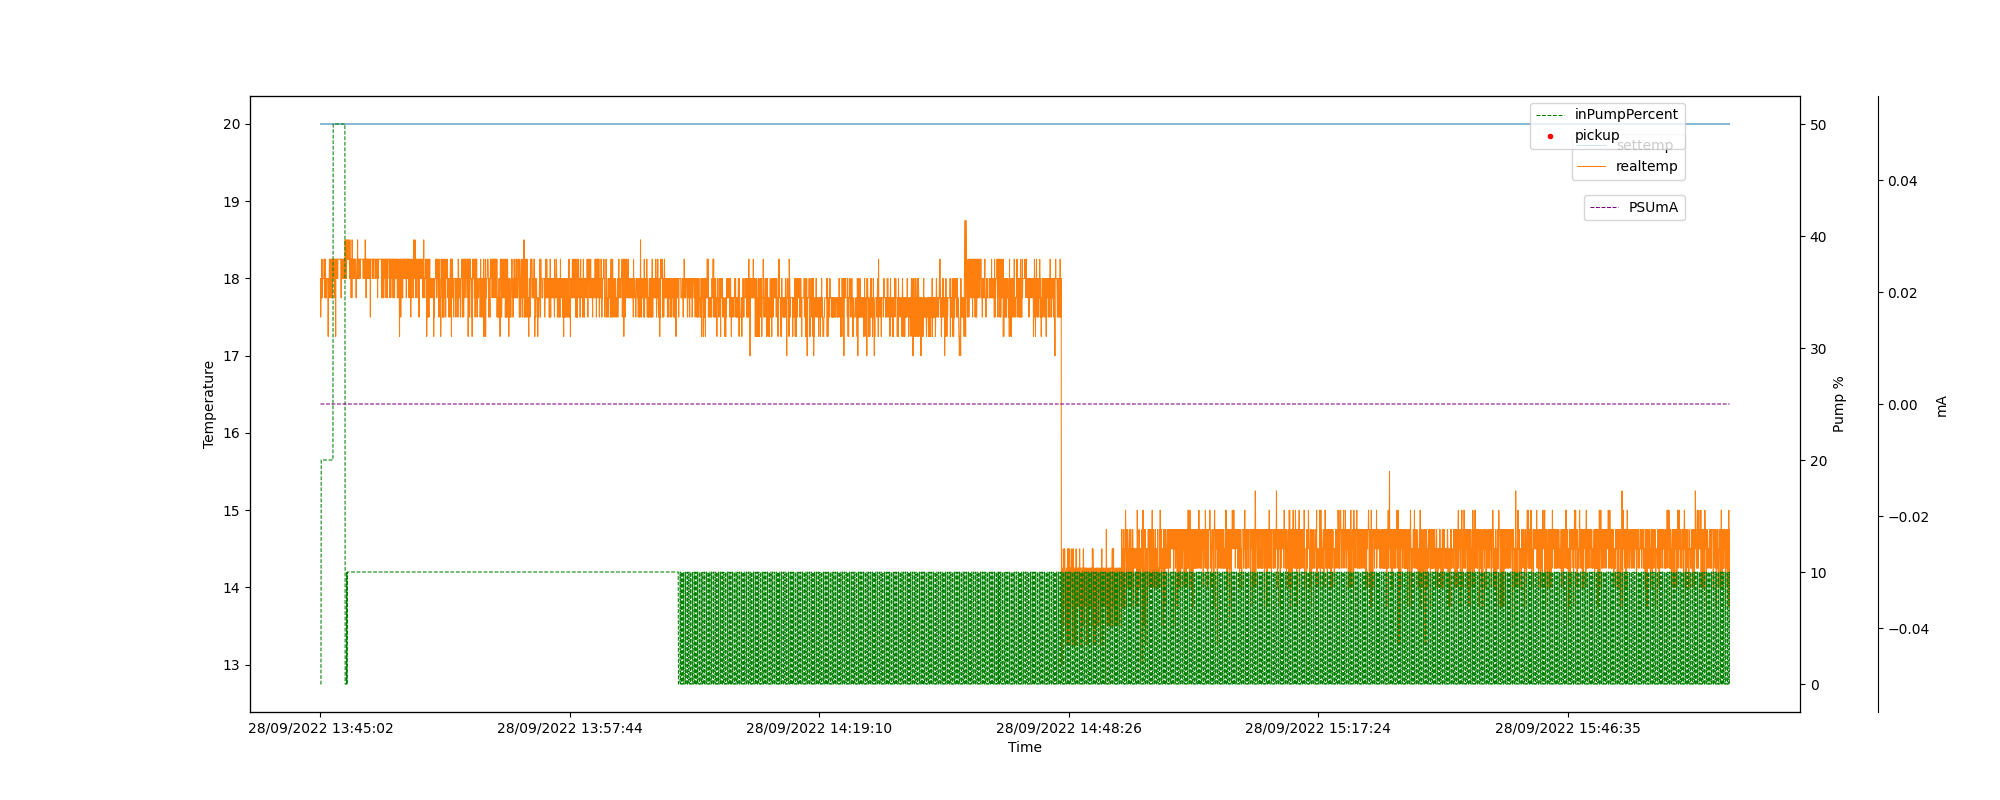 inPumpPercent
pickup
settemp
realtemp
PSUmA
20
19
18
17
16
15
14
13
Temperature
50
40
30
20
10
0
Pump %
0.04
0.02
0.00
−0.02
−0.04
mA
28/09/2022 13:45:02
28/09/2022 13:57:44
28/09/2022 14:19:10
28/09/2022 14:48:26
28/09/2022 15:17:24
28/09/2022 15:46:35
Time